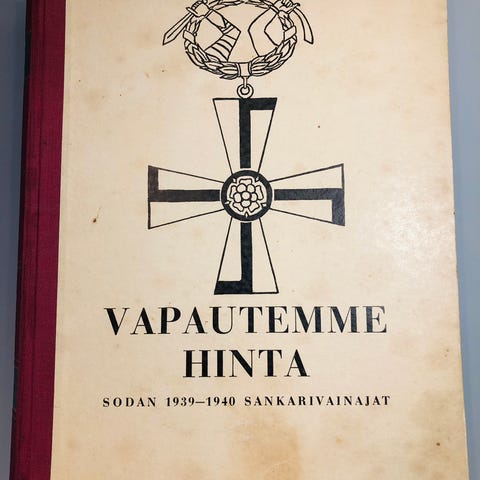 VAPAUTEMME
HINTA
SODAN 1939—1940 SANKARIVAINAJAT